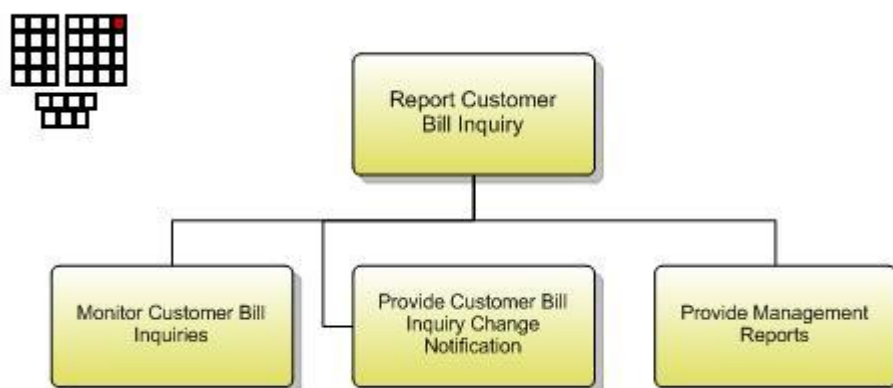 Report Customer
Bill Inquiry
Monitor Customer Bill
Inquiries
Provide Customer Bill
Inquiry Change
Notification
Provide Management
Reports